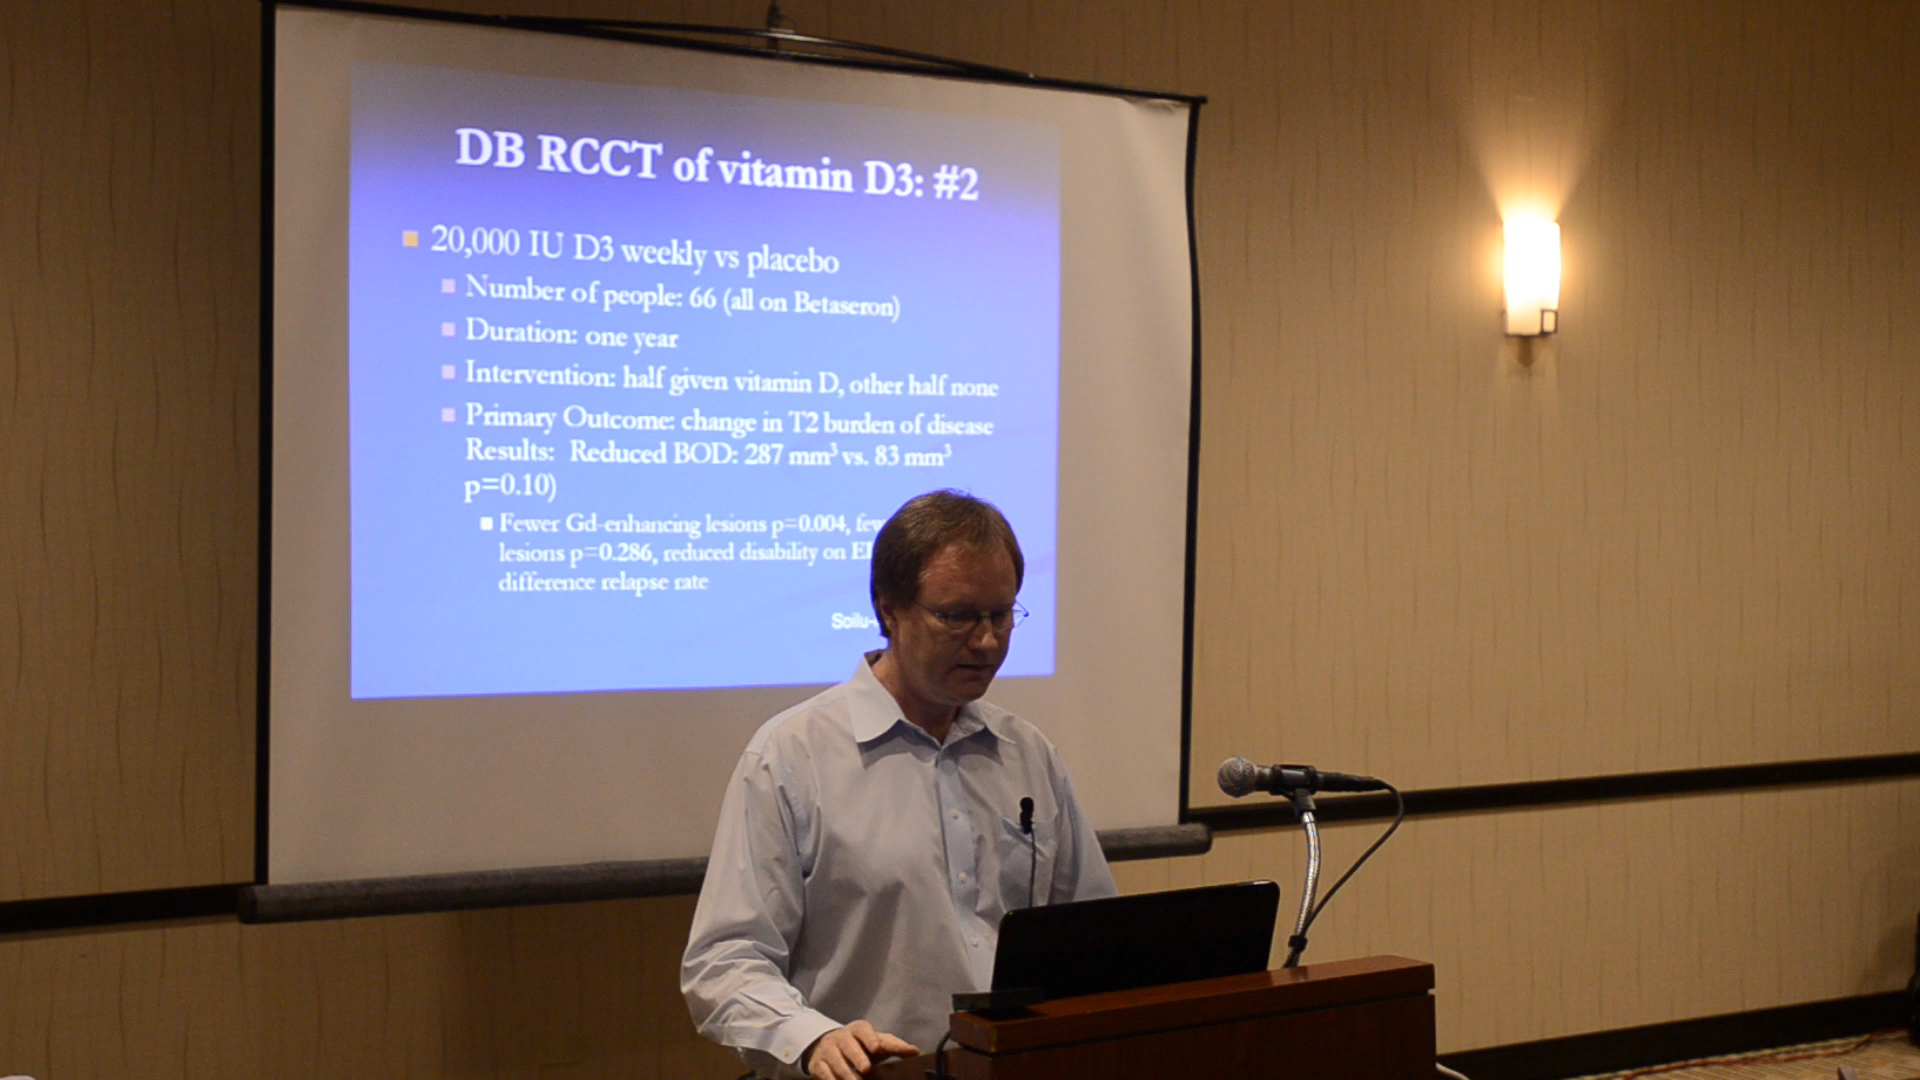 DB RCCT of vitamin D3: #2
20,000 IU D3 weekly vs placebo
Number of people: 66 (all on Betaseron)
Duration: one year
Intervention: half given vitamin D, other half none
Primary Outcome: change in T2 burden of disease
Results: Reduced BOD: 287 mm³ vs. 83 mm³
p=0.10)
Fewer Gd-enhancing lesions p=0.004,
lesions p=0.286, reduced disability on
difference relapse rate